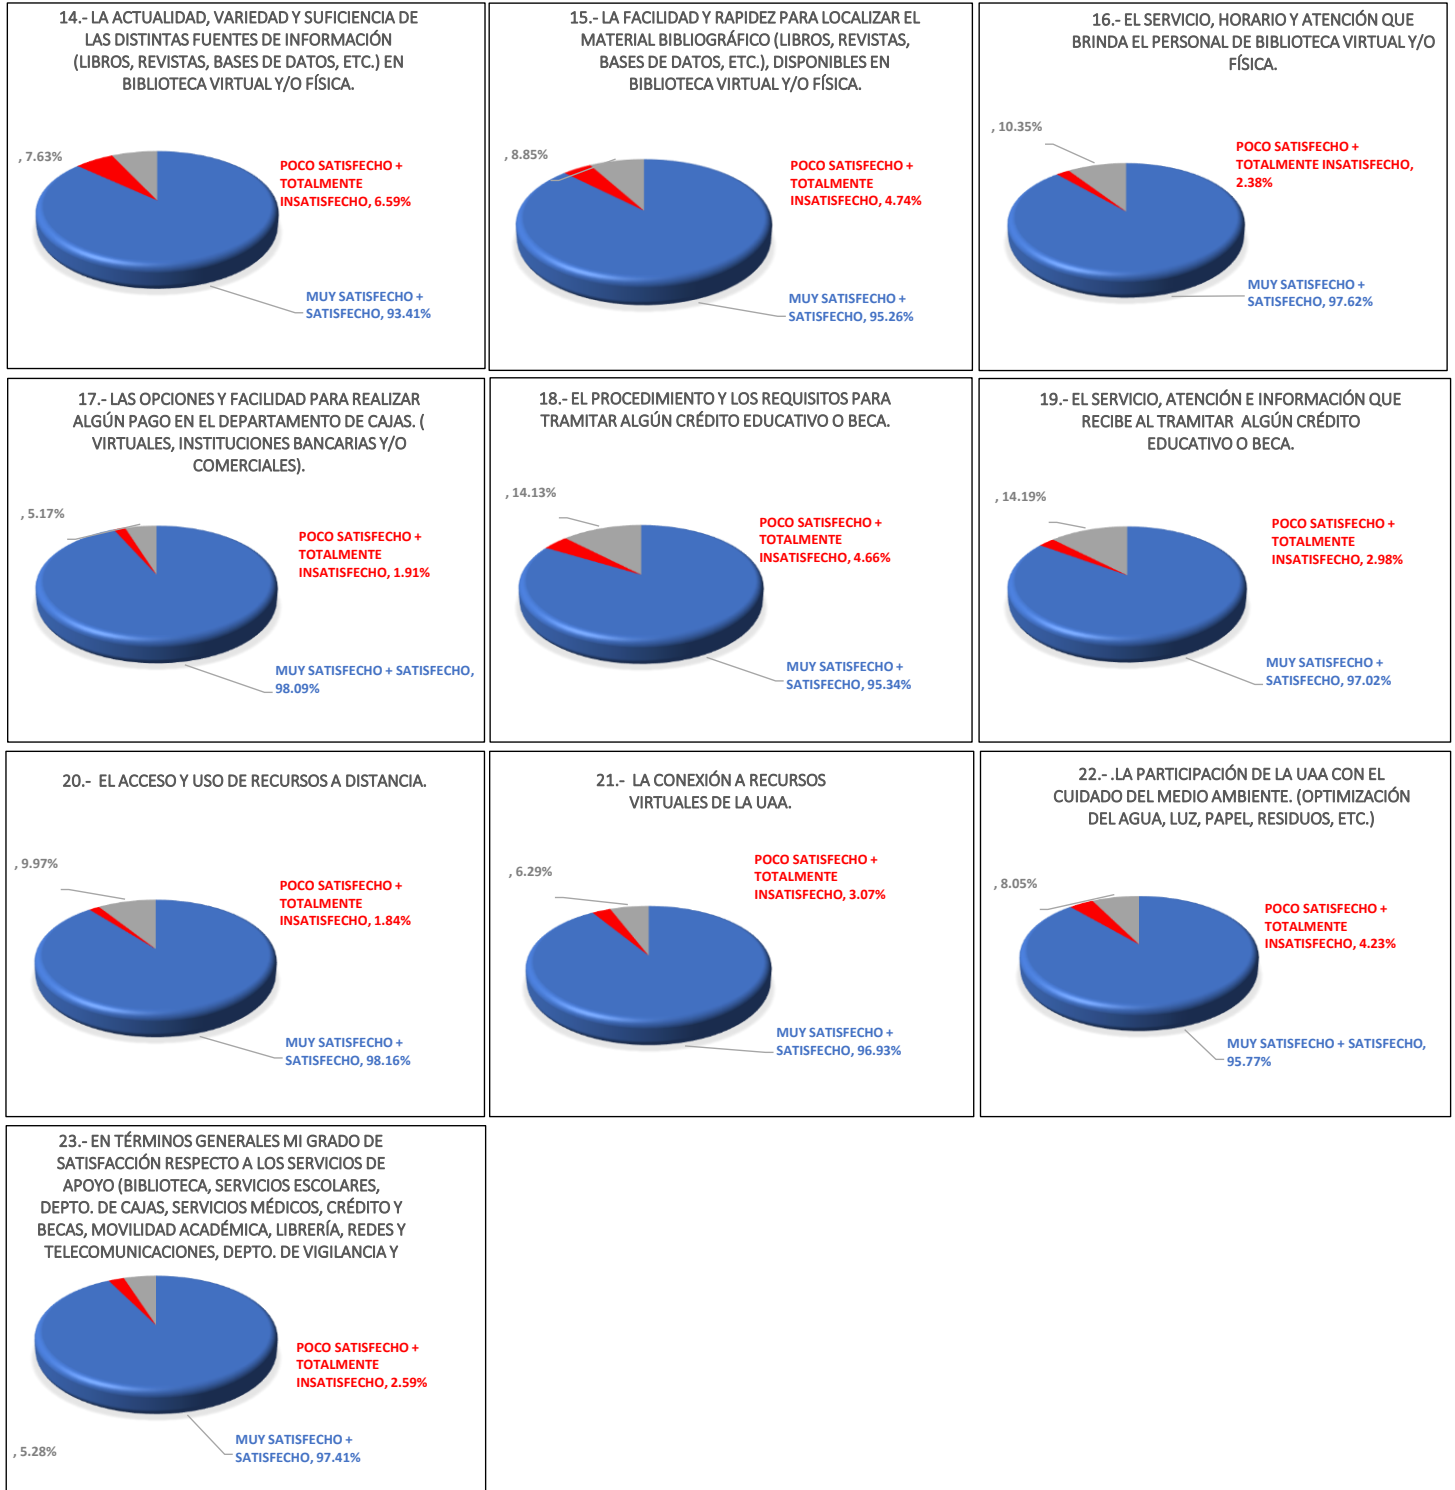 14.- LA ACTUALIDAD, VARIEDAD Y SUFICIENCIA DE
LAS DISTINTAS FUENTES DE INFORMACIÓN
(LIBROS, REVISTAS, BASES DE DATOS, ETC.) EN
BIBLIOTECA VIRTUAL Y/O FÍSICA.
, 7.63%
POCO SATISFECHO +
TOTALMENTE
INSATISFECHO, 6.59%
MUY SATISFECHO +
SATISFECHO, 93.41%
15.- LA FACILIDAD Y RAPIDEZ PARA LOCALIZAR EL
MATERIAL BIBLIOGRÁFICO (LIBROS, REVISTAS,
BASES DE DATOS, ETC.), DISPONIBLES EN
BIBLIOTECA VIRTUAL Y/O FÍSICA.
, 8.85%
POCO SATISFECHO +
TOTALMENTE
INSATISFECHO, 4.74%
MUY SATISFECHO +
SATISFECHO, 95.26%
16.- EL SERVICIO, HORARIO Y ATENCIÓN QUE
BRINDA EL PERSONAL DE BIBLIOTECA VIRTUAL Y/O
FÍSICA.
, 10.35%
POCO SATISFECHO +
TOTALMENTE INSATISFECHO,
2.38%
MUY SATISFECHO +
SATISFECHO, 97.62%
17.- LAS OPCIONES Y FACILIDAD PARA REALIZAR
ALGÚN PAGO EN EL DEPARTAMENTO DE CAJAS. (
VIRTUALES, INSTITUCIONES BANCARIAS Y/O
COMERCIALES).
, 5.17%
POCO SATISFECHO +
TOTALMENTE
INSATISFECHO, 1.91%
MUY SATISFECHO + SATISFECHO,
98.09%
18.- EL PROCEDIMIENTO Y LOS REQUISITOS PARA
TRAMITAR ALGÚN CRÉDITO EDUCATIVO O BECA.
, 14.13%
POCO SATISFECHO +
TOTALMENTE
INSATISFECHO, 4.66%
MUY SATISFECHO +
SATISFECHO, 95.34%
19.- EL SERVICIO, ATENCIÓN E INFORMACIÓN QUE
RECIBE AL TRAMITAR ALGÚN CRÉDITO
EDUCATIVO O BECA.
, 14.19%
POCO SATISFECHO +
TOTALMENTE
INSATISFECHO, 2.98%
MUY SATISFECHO +
SATISFECHO, 97.02%
20.- EL ACCESO Y USO DE RECURSOS A DISTANCIA.
, 9.97%
POCO SATISFECHO +
TOTALMENTE
INSATISFECHO, 1.84%
MUY SATISFECHO +
SATISFECHO, 98.16%
21.- LA CONEXIÓN A RECURSOS
VIRTUALES DE LA UAA.
, 6.29%
POCO SATISFECHO +
TOTALMENTE
INSATISFECHO, 3.07%
MUY SATISFECHO +
SATISFECHO, 96.93%
22.- .LA PARTICIPACIÓN DE LA UAA CON EL
CUIDADO DEL MEDIO AMBIENTE. (OPTIMIZACIÓN
DEL AGUA, LUZ, PAPEL, RESIDUOS, ETC.)
, 8.05%
POCO SATISFECHO +
TOTALMENTE
INSATISFECHO, 4.23%
MUY SATISFECHO + SATISFECHO,
95.77%
23.- EN TÉRMINOS GENERALES MI GRADO DE
SATISFACCIÓN RESPECTO A LOS SERVICIOS DE
APOYO (BIBLIOTECA, SERVICIOS ESCOLARES,
DEPTO. DE CAJAS, SERVICIOS MÉDICOS, CRÉDITO Y
BECAS, MOVILIDAD ACADÉMICA, LIBRERÍA, REDES Y
TELECOMUNICACIONES, DEPTO. DE VIGILANCIA Y
POCO SATISFECHO +
TOTALMENTE
INSATISFECHO, 2.59%
MUY SATISFECHO +
SATISFECHO, 97.41%
, 5.28%